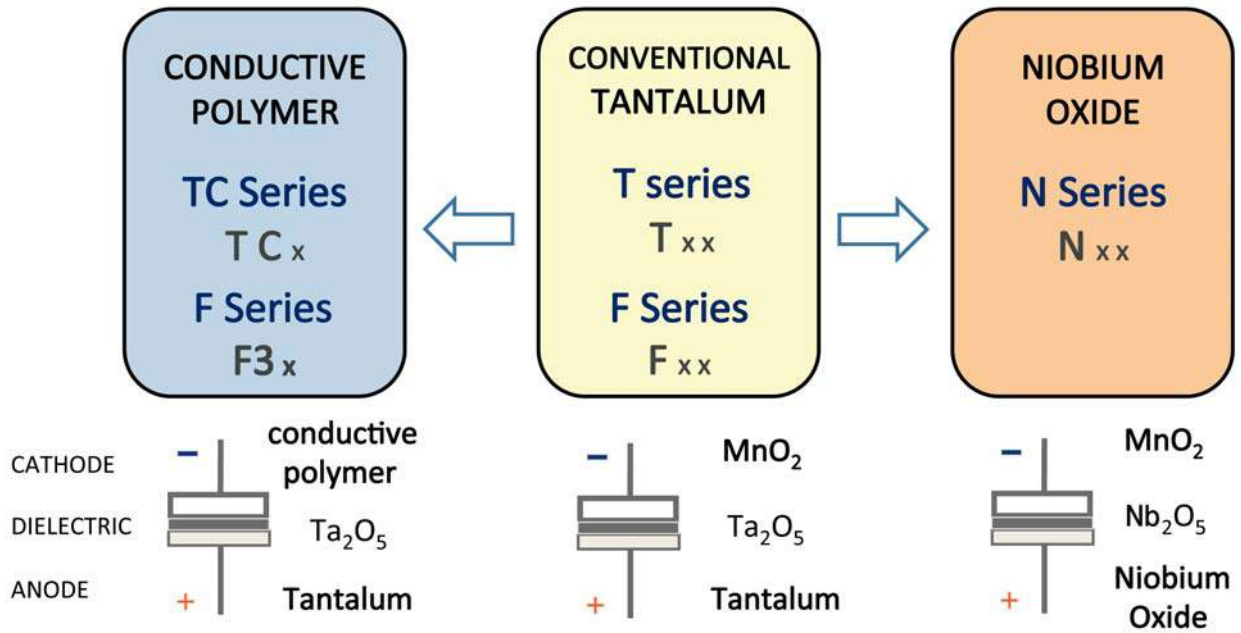 CONDUCTIVE
POLYMER
TC Series
T C x
F Series
F3 x
CONVENTIONAL
TANTALUM
T series
T x x
F Series
F x x
NIOBIUM
OXIDE
N Series
N x x
CATHODE
DIELECTRIC
ANODE
−
conductive
polymer
Ta₂O₅
+
Tantalum
−
MnO₂
Ta₂O₅
+
Tantalum
−
MnO₂
Nb₂O₅
+
Niobium
Oxide